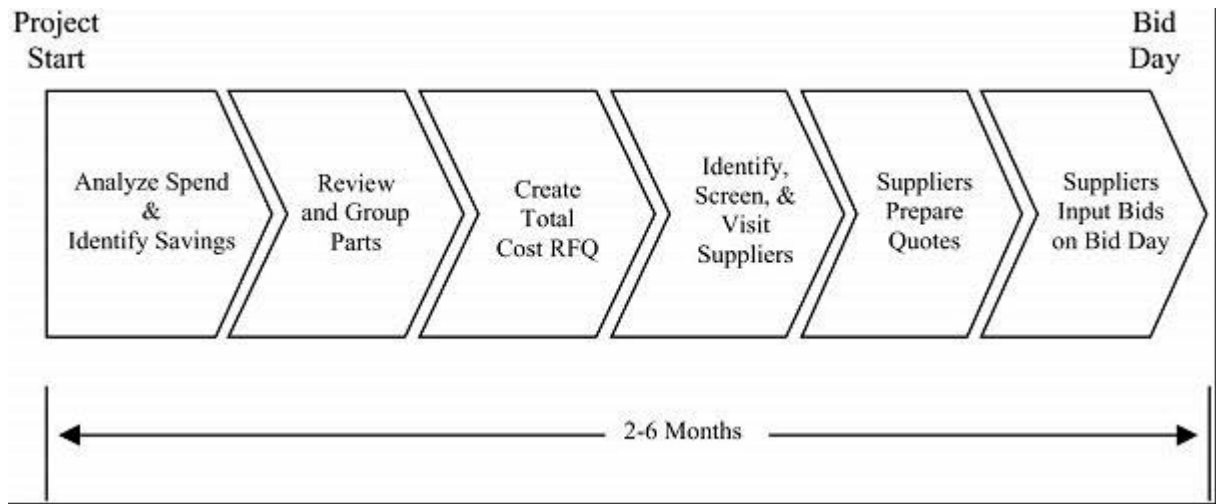 Project
Start
Bid
Day
Analyze Spend
&
Identify Savings
Review
and Group
Parts
Create
Total
Cost RFQ
Identify,
Screen, &
Visit
Suppliers
Suppliers
Prepare
Quotes
Suppliers
Input Bids
on Bid Day
2-6 Months